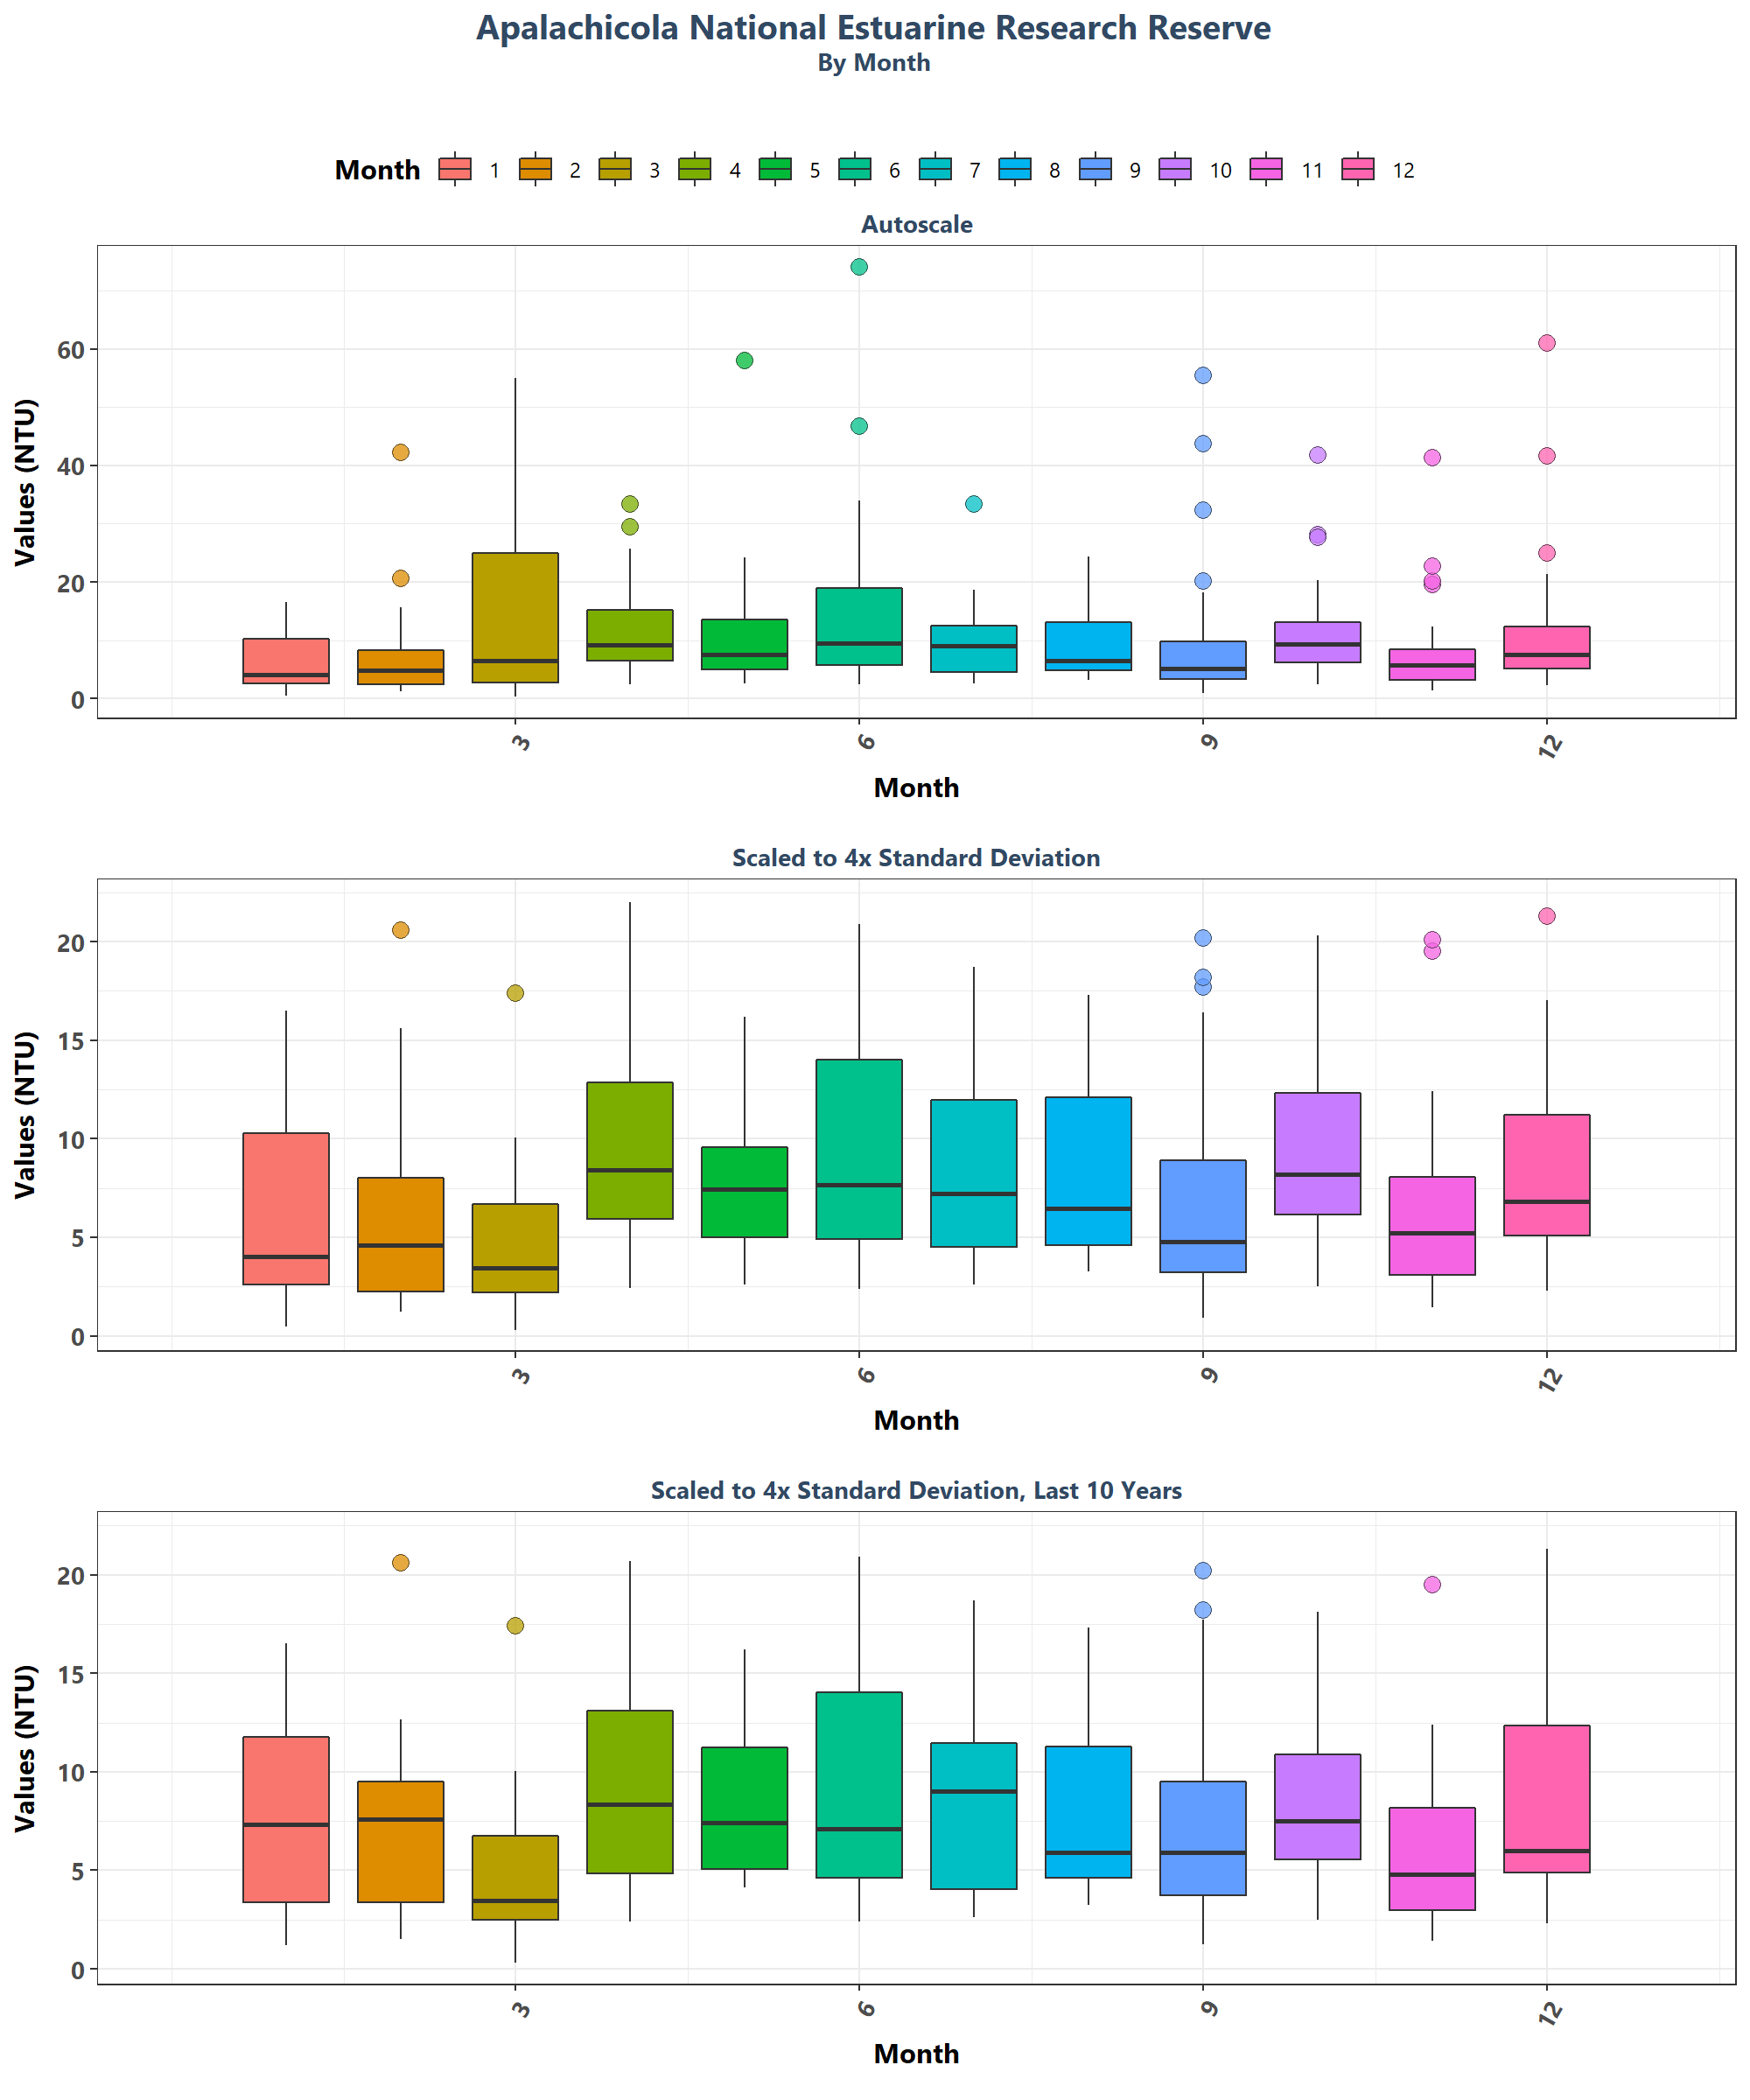 Apalachicola National Estuarine Research Reserve
By Month
Month 1 2 3 4 5 6 7 8 9 10 11 12
Autoscale
Values (NTU)
60
40
20
0
3 6 9 12
Month
Scaled to 4x Standard Deviation
Values (NTU)
20
15
10
5
0
3 6 9 12
Month
Scaled to 4x Standard Deviation, Last 10 Years
Values (NTU)
20
15
10
5
0
3 6 9 12
Month